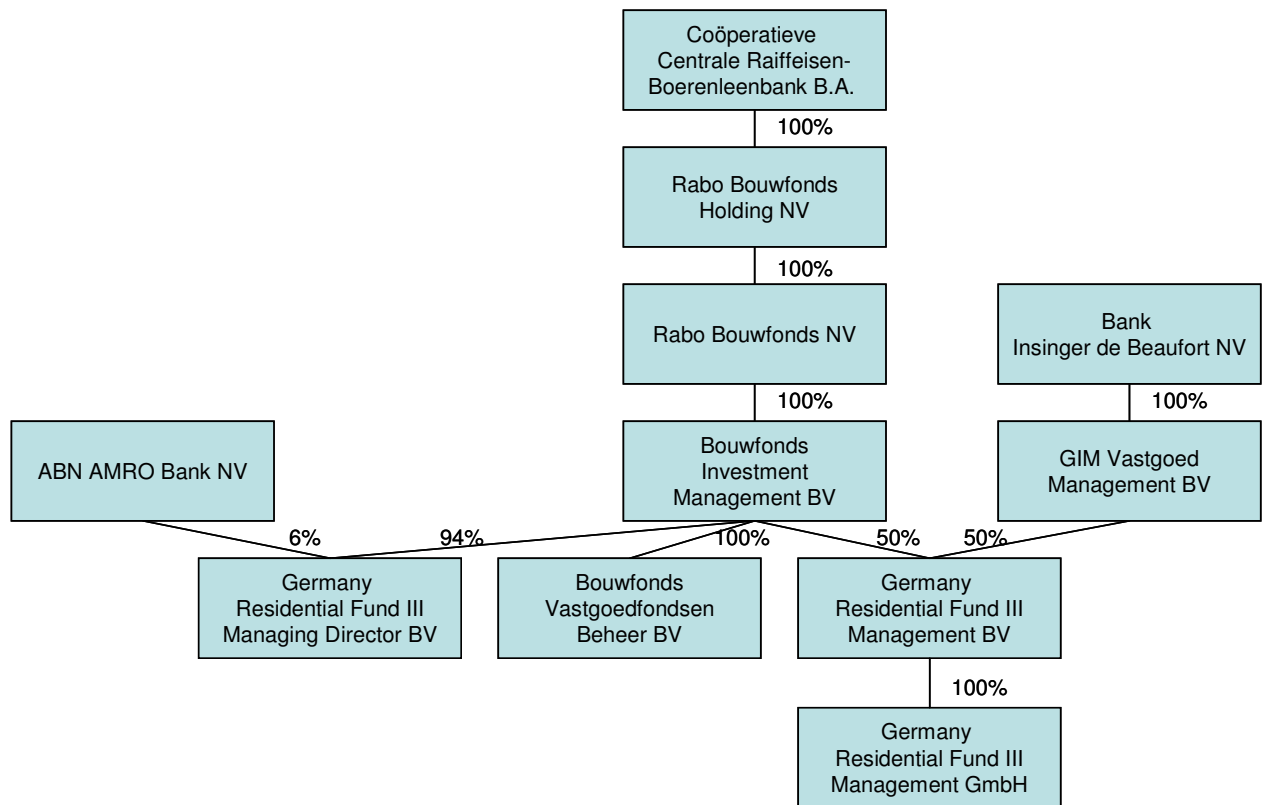 Coöperatieve
Centrale Raiffeisen-
Boerenleenbank B.A.
100%
Rabo Bouwfonds
Holding NV
100%
Rabo Bouwfonds NV
Bank
Insinger de Beaufort NV
100%
100%
ABN AMRO Bank NV
Bouwfonds
Investment
Management BV
GIM Vastgoed
Management BV
6%
94%
100%
50%
50%
Germany
Residential Fund III
Managing Director BV
Bouwfonds
Vastgoedfondsen
Beheer BV
Germany
Residential Fund III
Management BV
100%
Germany
Residential Fund III
Management GmbH